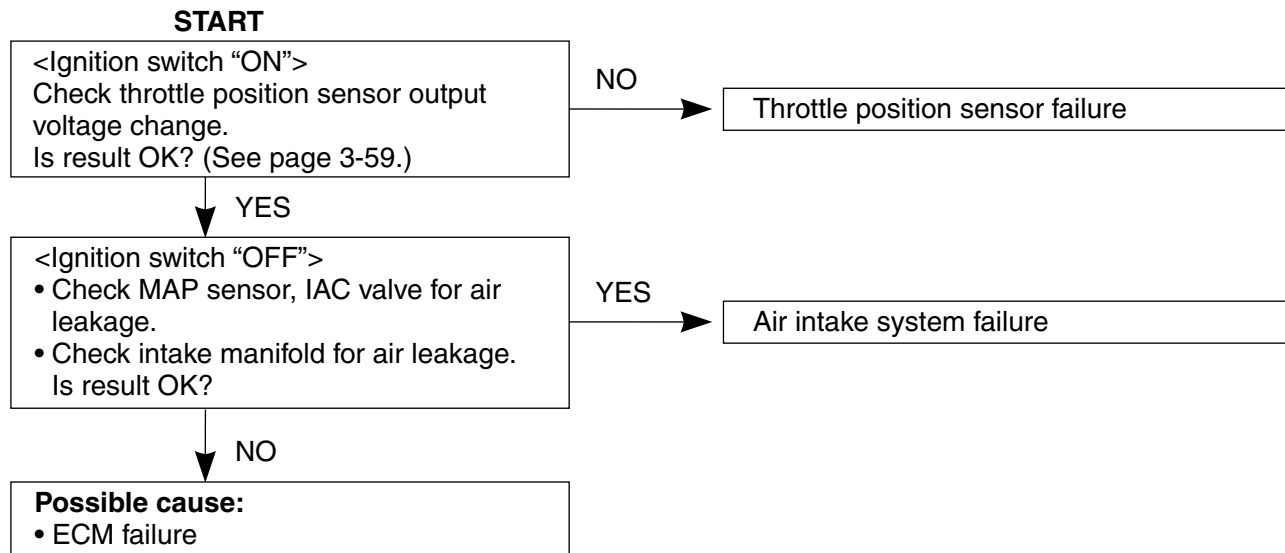 START
<Ignition switch “ON”>
Check throttle position sensor output
voltage change.
Is result OK? (See page 3-59.)
NO
Throttle position sensor failure
YES
<Ignition switch “OFF”>
• Check MAP sensor, IAC valve for air
leakage.
• Check intake manifold for air leakage.
Is result OK?
YES
Air intake system failure
NO
Possible cause:
• ECM failure